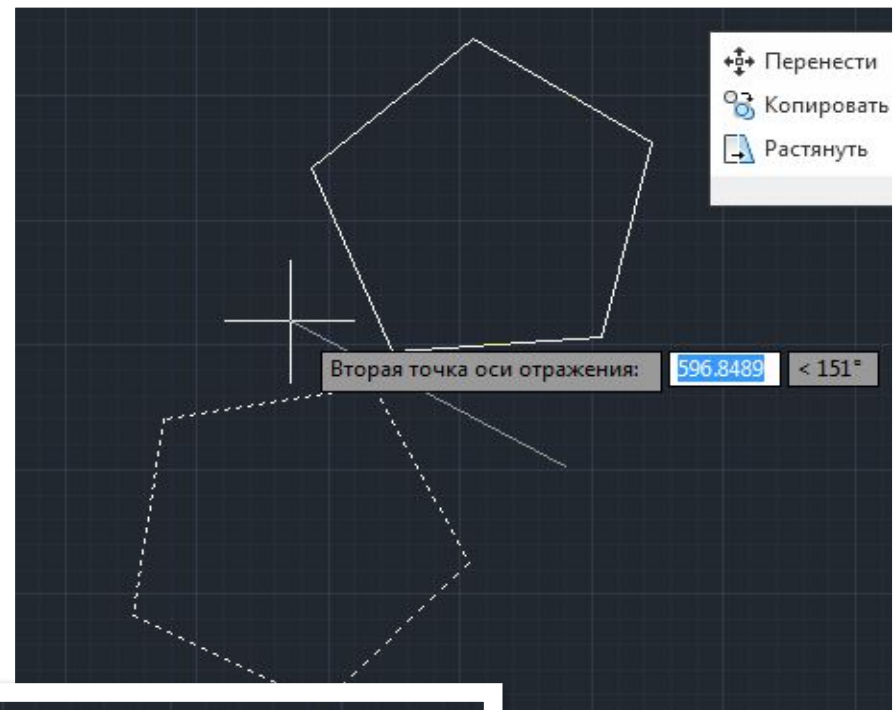 Перенести
Копировать
Растянуть
Вторая точка оси отражения: 596.8489 < 151°